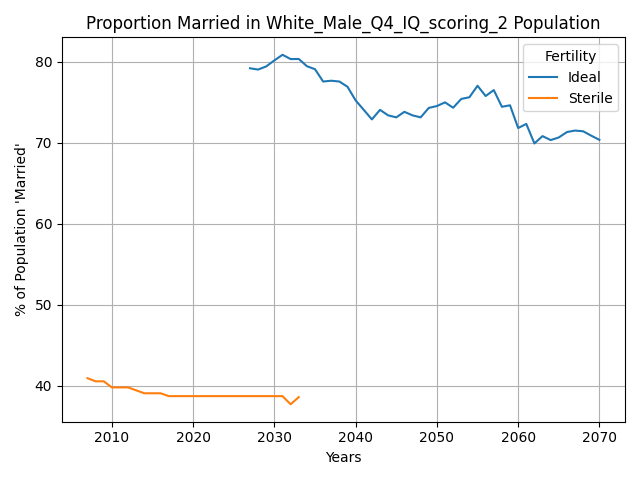 Proportion Married in White_Male_Q4_IQ_scoring_2 Population
Fertility
Ideal
Sterile
% of Population 'Married'
80
70
60
50
40
2010 2020 2030 2040 2050 2060 2070
Years